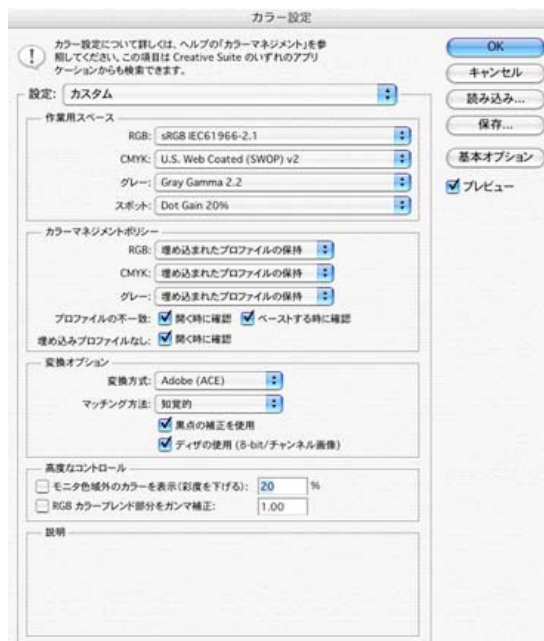 カラー設定
カラー設定について詳しくは、ヘルプの「カラーマネジメント」を参
照してください。この項目は Creative Suite のいずれのアプリ
ケーションからも検索できます。
設定: カスタム
作業用スペース
RGB: sRGB IEC61966-2.1
CMYK: U.S. Web Coated (SWOP) v2
グレー: Gray Gamma 2.2
スポット: Dot Gain 20%
カラーマネジメントポリシー
RGB: 埋め込まれたプロファイルの保持
CMYK: 埋め込まれたプロファイルの保持
グレー: 埋め込まれたプロファイルの保持
プロファイルの不一致: 開く時に確認 ペーストする時に確認
埋め込みプロファイルなし: 開く時に確認
変換オプション
変換方式: Adobe (ACE)
マッチング方法: 知覚的
黒点の補正を使用
ディザの使用 (8-bit/チャンネル画像)
高度なコントロール
モニタ色域外のカラーを表示(彩度を下げる): 20 %
RGB カラーブレンド部分をガンマ補正: 1.00
説明
OK
キャンセル
読み込み...
保存...
基本オプション
プレビュー